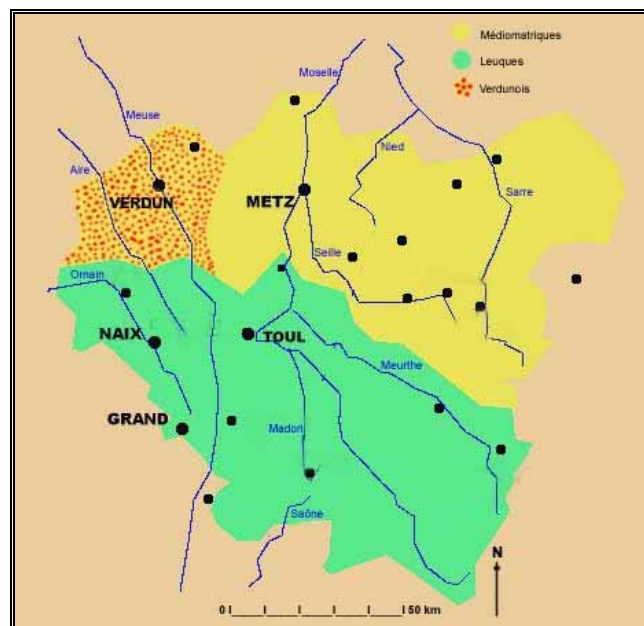 Médiomatriques
Leuques
Verdunois
Moselle
Meuse
Aire
Nied
Sarre
VERDUN
METZ
Seille
Ornain
NAIX
TOUL
Meurthe
GRAND
Madon
Saône
N
0 50 km